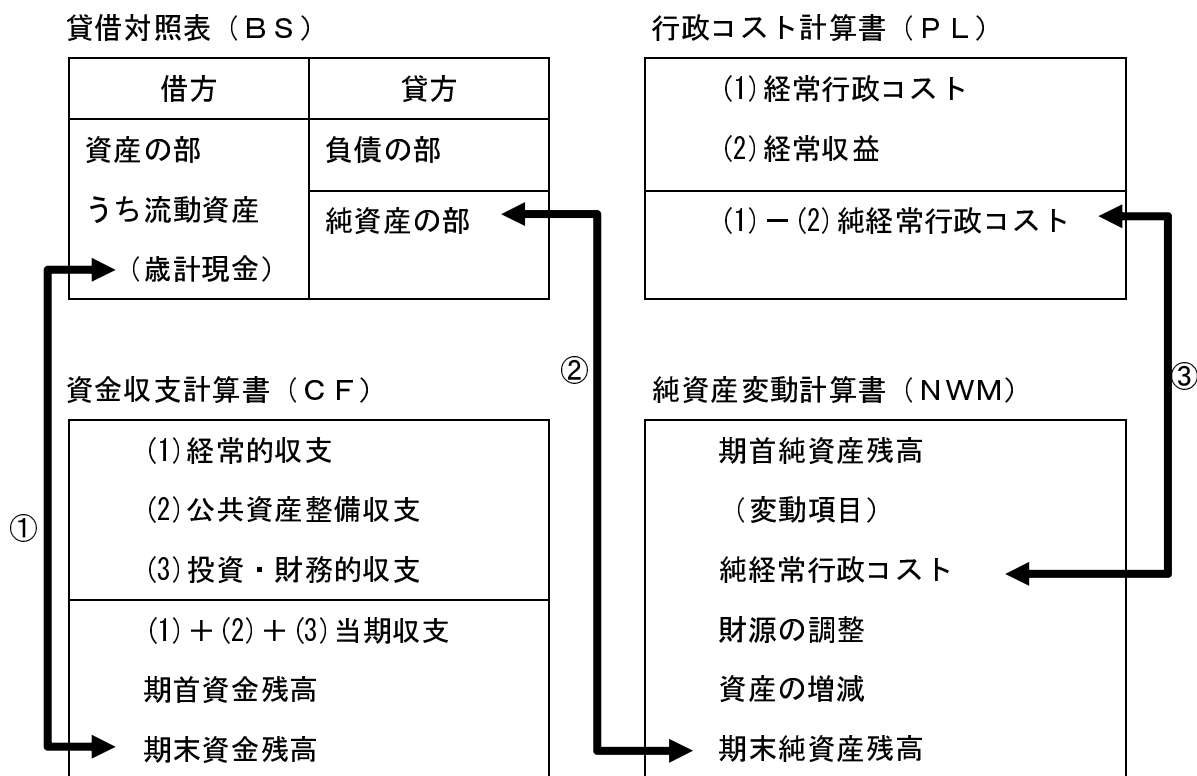 貸借対照表（ＢＳ）
借方
貸方
資産の部
うち流動資産
（歳計現金）
負債の部
純資産の部
行政コスト計算書（ＰＬ）
(1)経常行政コスト
(2)経常収益
(1)－(2)純経常行政コスト
①
②
③
資金収支計算書（ＣＦ）
(1)経常的収支
(2)公共資産整備収支
(3)投資・財務的収支
(1)＋(2)＋(3)当期収支
期首資金残高
期末資金残高
純資産変動計算書（ＮＷＭ）
期首純資産残高
（変動項目）
純経常行政コスト
財源の調整
資産の増減
期末純資産残高